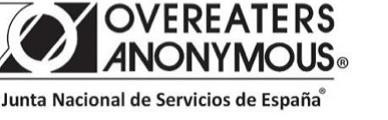 OVEREATERS
ANONYMOUS®
Junta Nacional de Servicios de España®